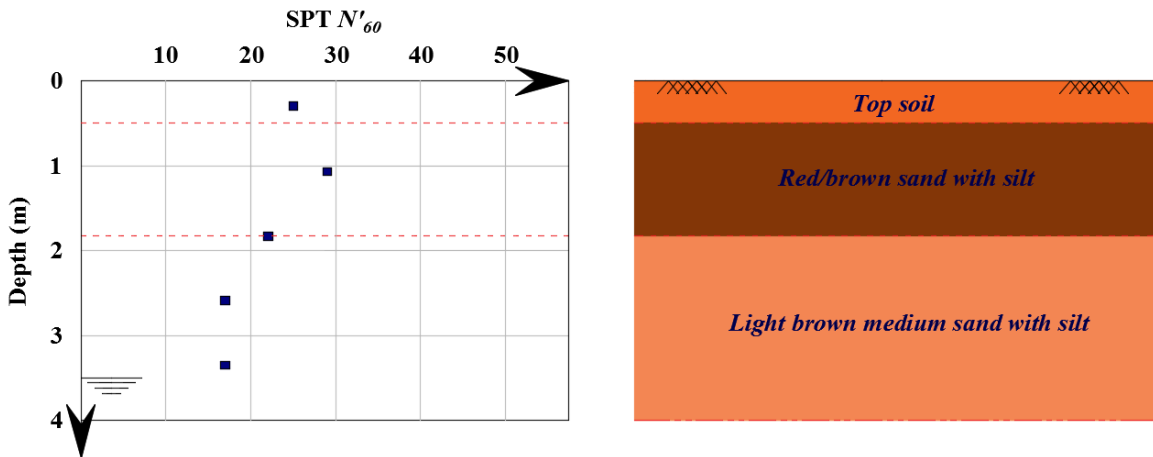 SPT N'60
10 20 30 40 50
0
1
2
3
4
Depth (m)
Top soil
Red/brown sand with silt
Light brown medium sand with silt